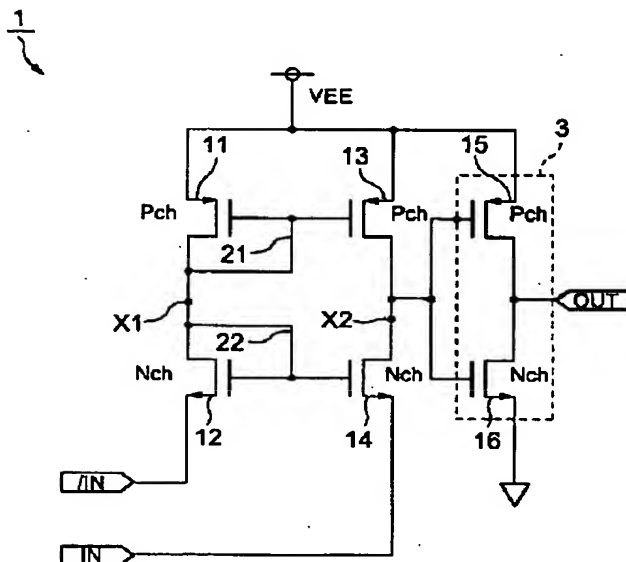 1
VEE
11
13
15
3
Pch
Pch
Pch
21
X1
22
X2
OUT
Nch
Nch
Nch
12
14
16
/IN
IN